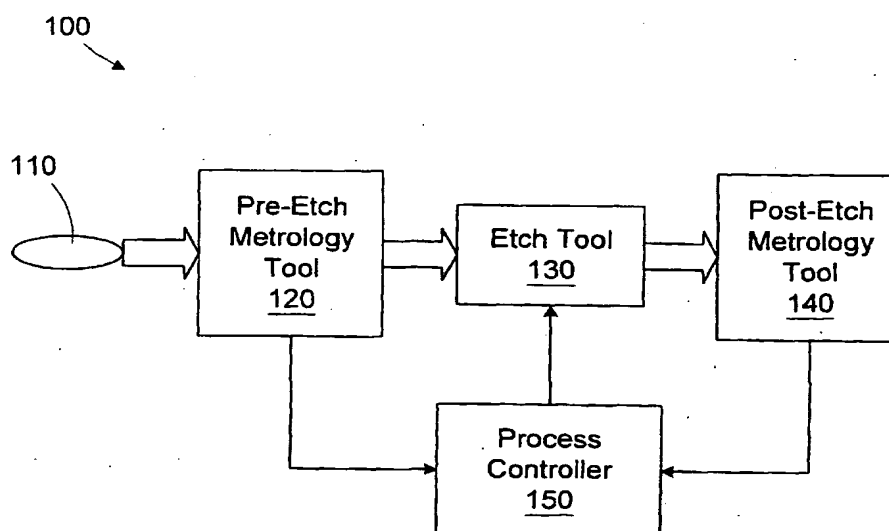 100
110
Pre-Etch
Metrology
Tool
120
Etch Tool
130
Post-Etch
Metrology
Tool
140
Process
Controller
150